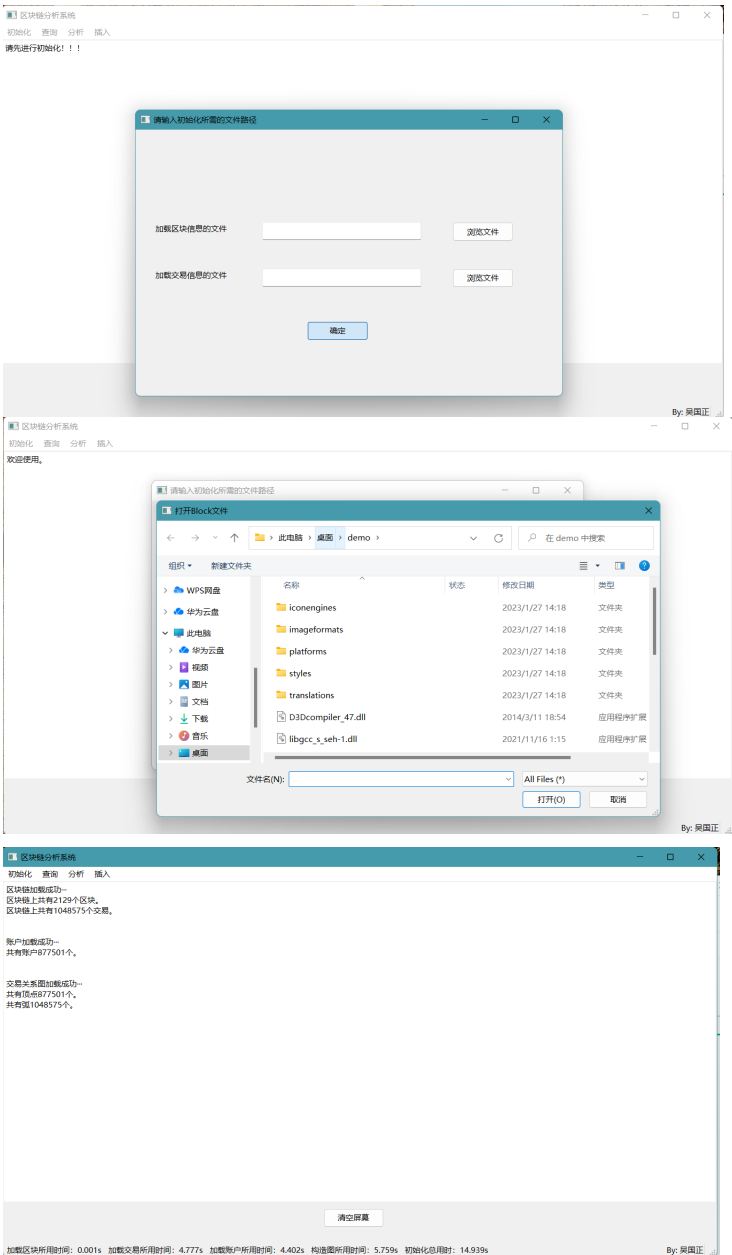 区块链分析系统
初始化 查询 分析 插入
请先进行初始化！！！
请输入初始化所需的文件路径
加载区块信息的文件
浏览文件
加载交易信息的文件
浏览文件
确定
By: 吴国正
区块链分析系统
初始化 查询 分析 插入
欢迎使用。
请输入初始化所需的文件路径
打开Block文件
此电脑 › 桌面 › demo ›
在 demo 中搜索
组织 新建文件夹
名称 状态 修改日期 类型
WPS网盘
华为云盘
此电脑
华为云盘
视频
图片
文档
下载
音乐
桌面
iconengines 2023/1/27 14:18 文件夹
imageformats 2023/1/27 14:18 文件夹
platforms 2023/1/27 14:18 文件夹
styles 2023/1/27 14:18 文件夹
translations 2023/1/27 14:18 文件夹
D3Dcompiler_47.dll 2014/3/11 18:54 应用程序扩展
libgcc_s_seh-1.dll 2021/11/16 1:15 应用程序扩展
文件名(N):
All Files (*)
打开(O) 取消
By: 吴国正
区块链分析系统
初始化 查询 分析 插入
区块链加载成功···
区块链上共有2129个区块。
区块链上共有1048575个交易。
账户加载成功···
共有账户877501个。
交易关系图加载成功···
共有顶点877501个。
共有弧1048575个。
清空屏幕
加载区块所用时间：0.001s 加载交易所用时间：4.777s 加载账户所用时间：4.402s 构造图所用时间：5.759s 初始化总用时：14.939s
By: 吴国正